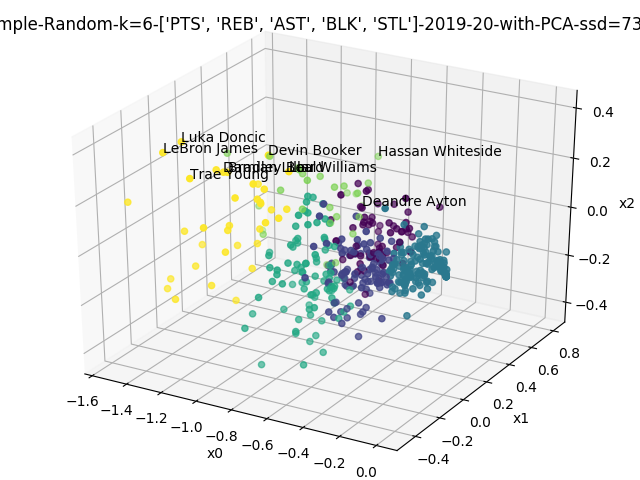 mple-Random-k=6-['PTS', 'REB', 'AST', 'BLK', 'STL']-2019-20-with-PCA-ssd=73
Luka Doncic
LeBron James
Devin Booker
Hassan Whiteside
Williams
Trae Young
Deandre Ayton
0.4
0.2
x2
0.0
−0.2
−0.4
0.8
0.6
0.4
0.2
0.0
x1
−0.2
−0.4
−1.6
−1.4
−1.2
−1.0
−0.8
−0.6
−0.4
−0.2
0.0
x0